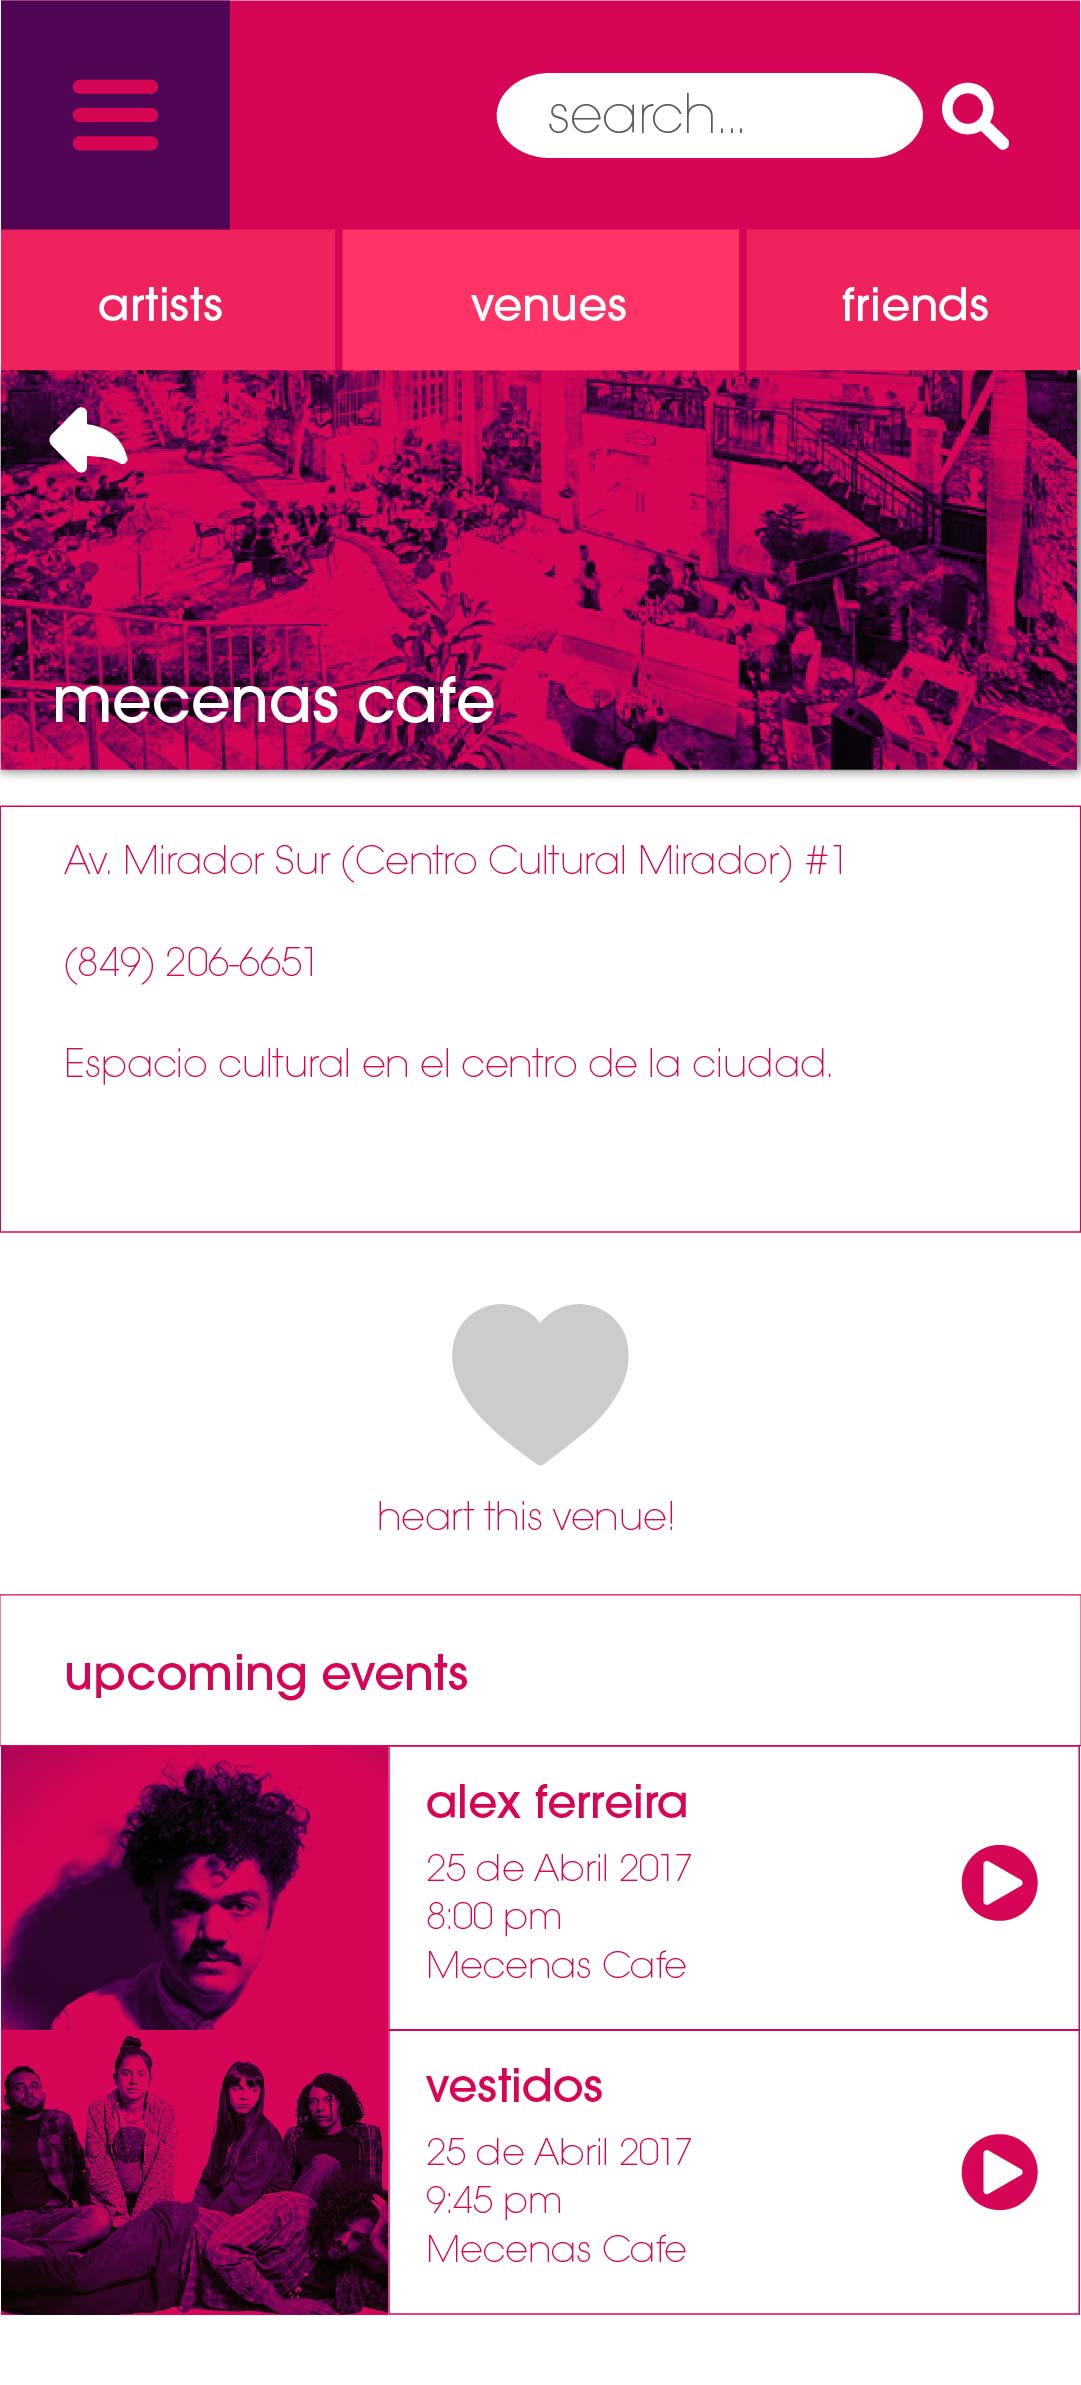 search...
artists
venues
friends
mecenas cafe
Av. Mirador Sur (Centro Cultural Mirador) #1
(849) 206-6651
Espacio cultural en el centro de la ciudad.
heart this venue!
upcoming events
alex ferreira
25 de Abril 2017
8:00 pm
Mecenas Cafe
vestidos
25 de Abril 2017
9:45 pm
Mecenas Cafe